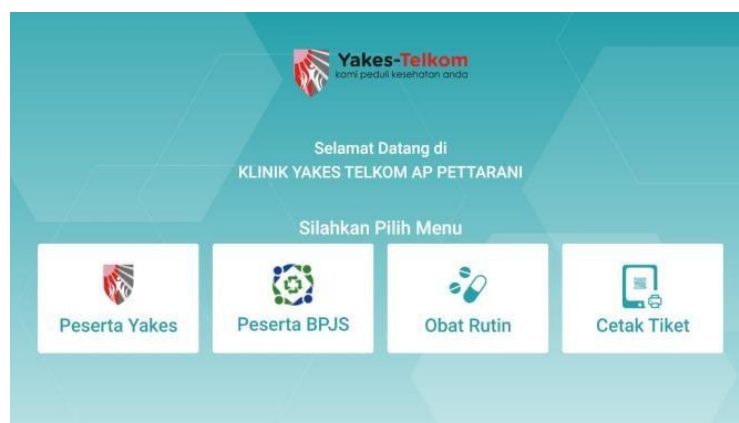 Yakes-Telkom
kami peduli kesehatan anda
Selamat Datang di
KLINIK YAKES TELKOM AP PETTARANI
Silahkan Pilih Menu
Peserta Yakes
Peserta BPJS
Obat Rutin
Cetak Tiket